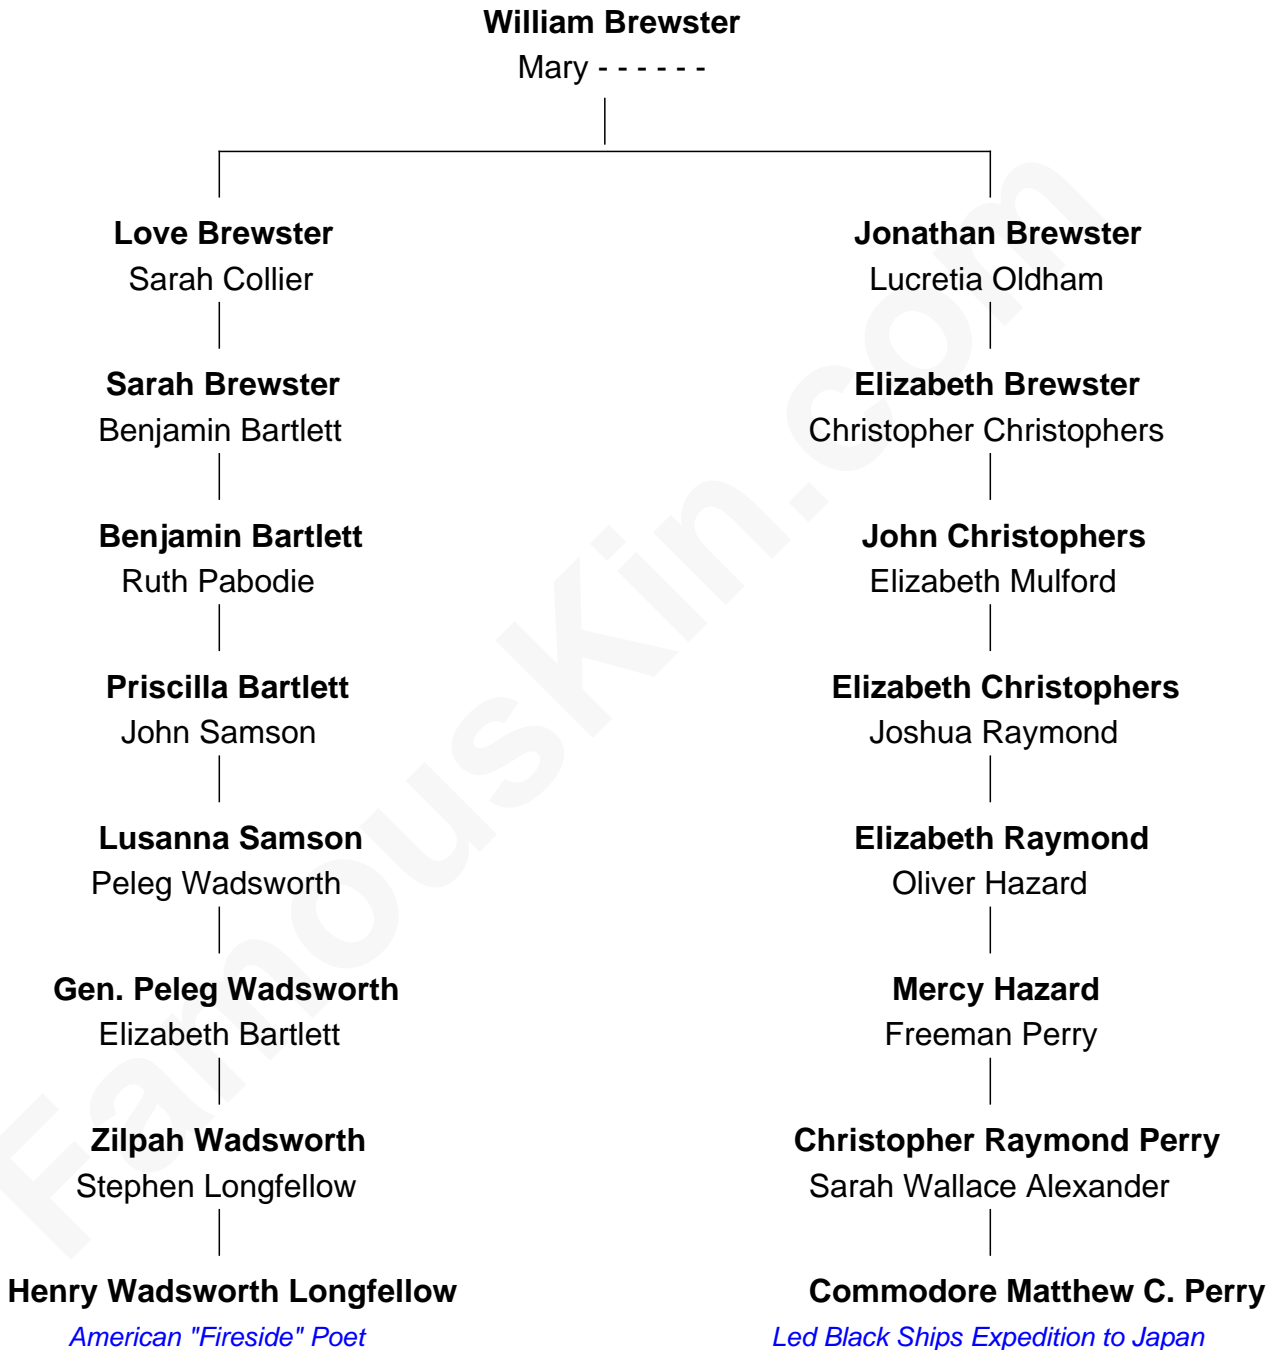 William Brewster
Mary - - - - - -
Love Brewster
Sarah Collier
Jonathan Brewster
Lucretia Oldham
Sarah Brewster
Benjamin Bartlett
Elizabeth Brewster
Christopher Christophers
Benjamin Bartlett
Ruth Pabodie
John Christophers
Elizabeth Mulford
Priscilla Bartlett
John Samson
Elizabeth Christophers
Joshua Raymond
Lusanna Samson
Peleg Wadsworth
Elizabeth Raymond
Oliver Hazard
Gen. Peleg Wadsworth
Elizabeth Bartlett
Mercy Hazard
Freeman Perry
Zilpah Wadsworth
Stephen Longfellow
Christopher Raymond Perry
Sarah Wallace Alexander
Henry Wadsworth Longfellow
American "Fireside" Poet
Commodore Matthew C. Perry
Led Black Ships Expedition to Japan
FamousKin.com